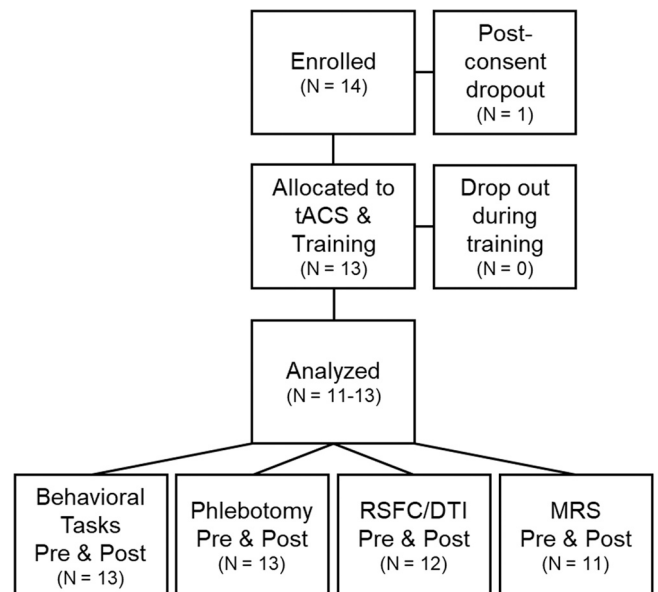 Enrolled
(N = 14)
Post-
consent
dropout
(N = 1)
Allocated to
tACS &
Training
(N = 13)
Drop out
during
training
(N = 0)
Analyzed
(N = 11-13)
Behavioral
Tasks
Pre & Post
(N = 13)
Phlebotomy
Pre & Post
(N = 13)
RSFC/DTI
Pre & Post
(N = 12)
MRS
Pre & Post
(N = 11)